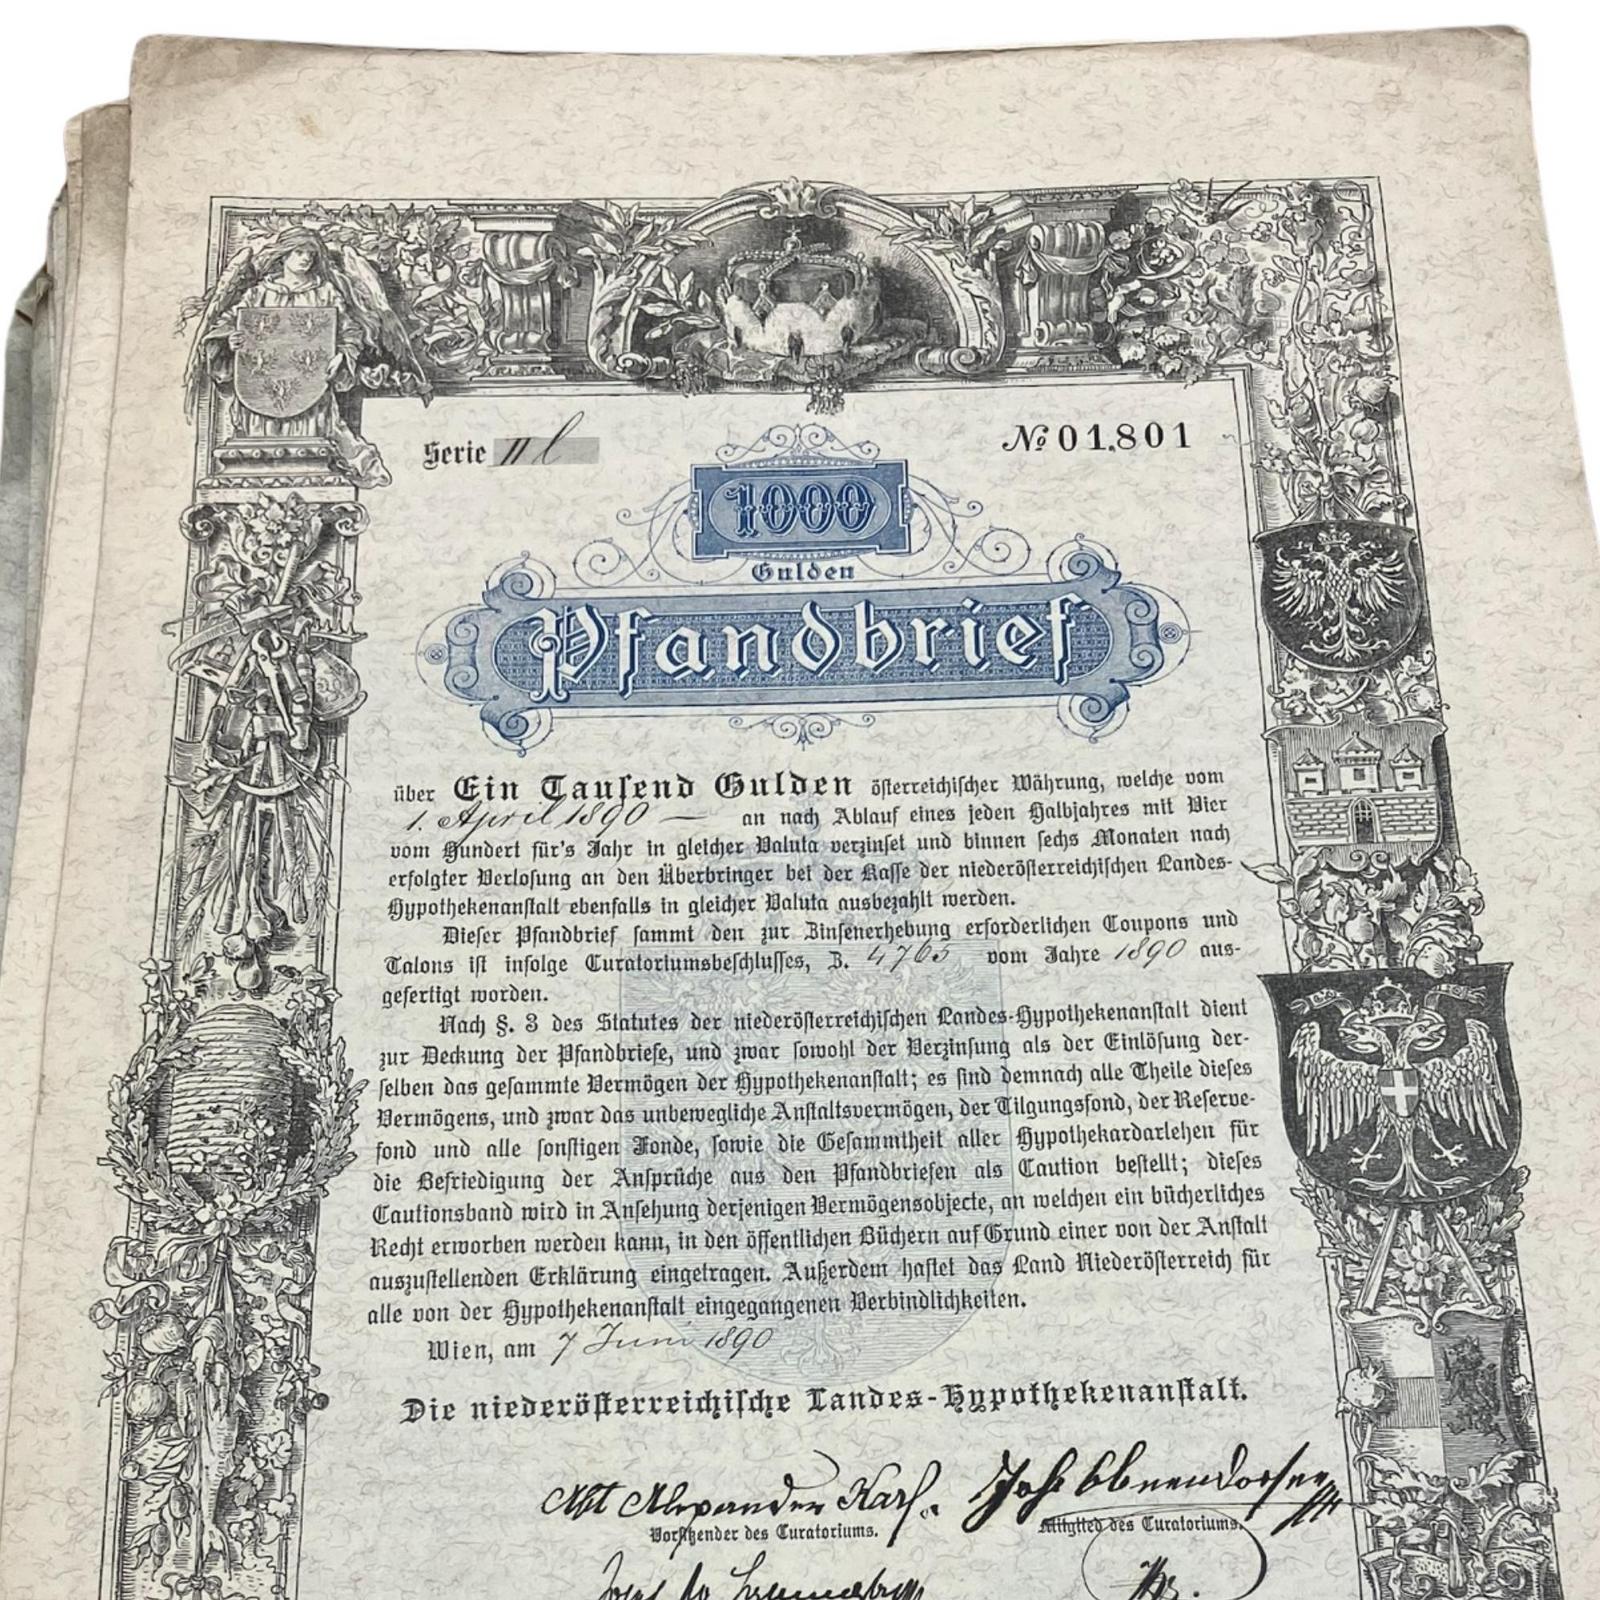 Serie II l
№ 01,801
1000
Gulden
Pfandbrief
über Ein Tausend Gulden österreichischer Währung, welche vom
1. April 1890 — an nach Ablauf eines jeden Halbjahres mit Vier
vom Hundert für's Jahr in gleicher Valuta verzinset und binnen sechs Monaten nach
erfolgter Verlosung an den Überbringer bei der Kasse der niederösterreichischen Landes-
Hypothekenanstalt ebenfalls in gleicher Valuta ausbezahlt werden.
Dieser Pfandbrief sammt den zur Zinsenerhebung erforderlichen Coupons und
Talons ist infolge Curatoriumsbeschlusses, Z. 4763 vom Jahre 1890 aus-
gefertigt worden.
Nach §. 3 des Statutes der niederösterreichischen Landes-Hypothekenanstalt dient
zur Deckung der Pfandbriefe, und zwar sowohl der Verzinsung als der Einlösung der-
selben das gesammte Vermögen der Hypothekenanstalt; es sind demnach alle Theile dieses
Vermögens, und zwar das unbewegliche Anstaltsvermögen, der Tilgungsfond, der Reserve-
fond und alle sonstigen Fonde, sowie die Gesammtheit aller Hypothekardarlehen für
die Befriedigung der Ansprüche aus den Pfandbriefen als Caution bestellt; dieses
Cautionsband wird in Ansehung derjenigen Vermögensobjecte, an welchen ein bücherliches
Recht erworben werden kann, in den öffentlichen Büchern auf Grund einer von der Anstalt
auszustellenden Erklärung eingetragen. Außerdem haftet das Land Niederösterreich für
alle von der Hypothekenanstalt eingegangenen Verbindlichkeiten.
Wien, am 7 Juni 1890
Die niederösterreichische Landes-Hypothekenanstalt.
Abt Alexander Karl.
Vorsitzender des Curatoriums.
Mitglied des Curatoriums.